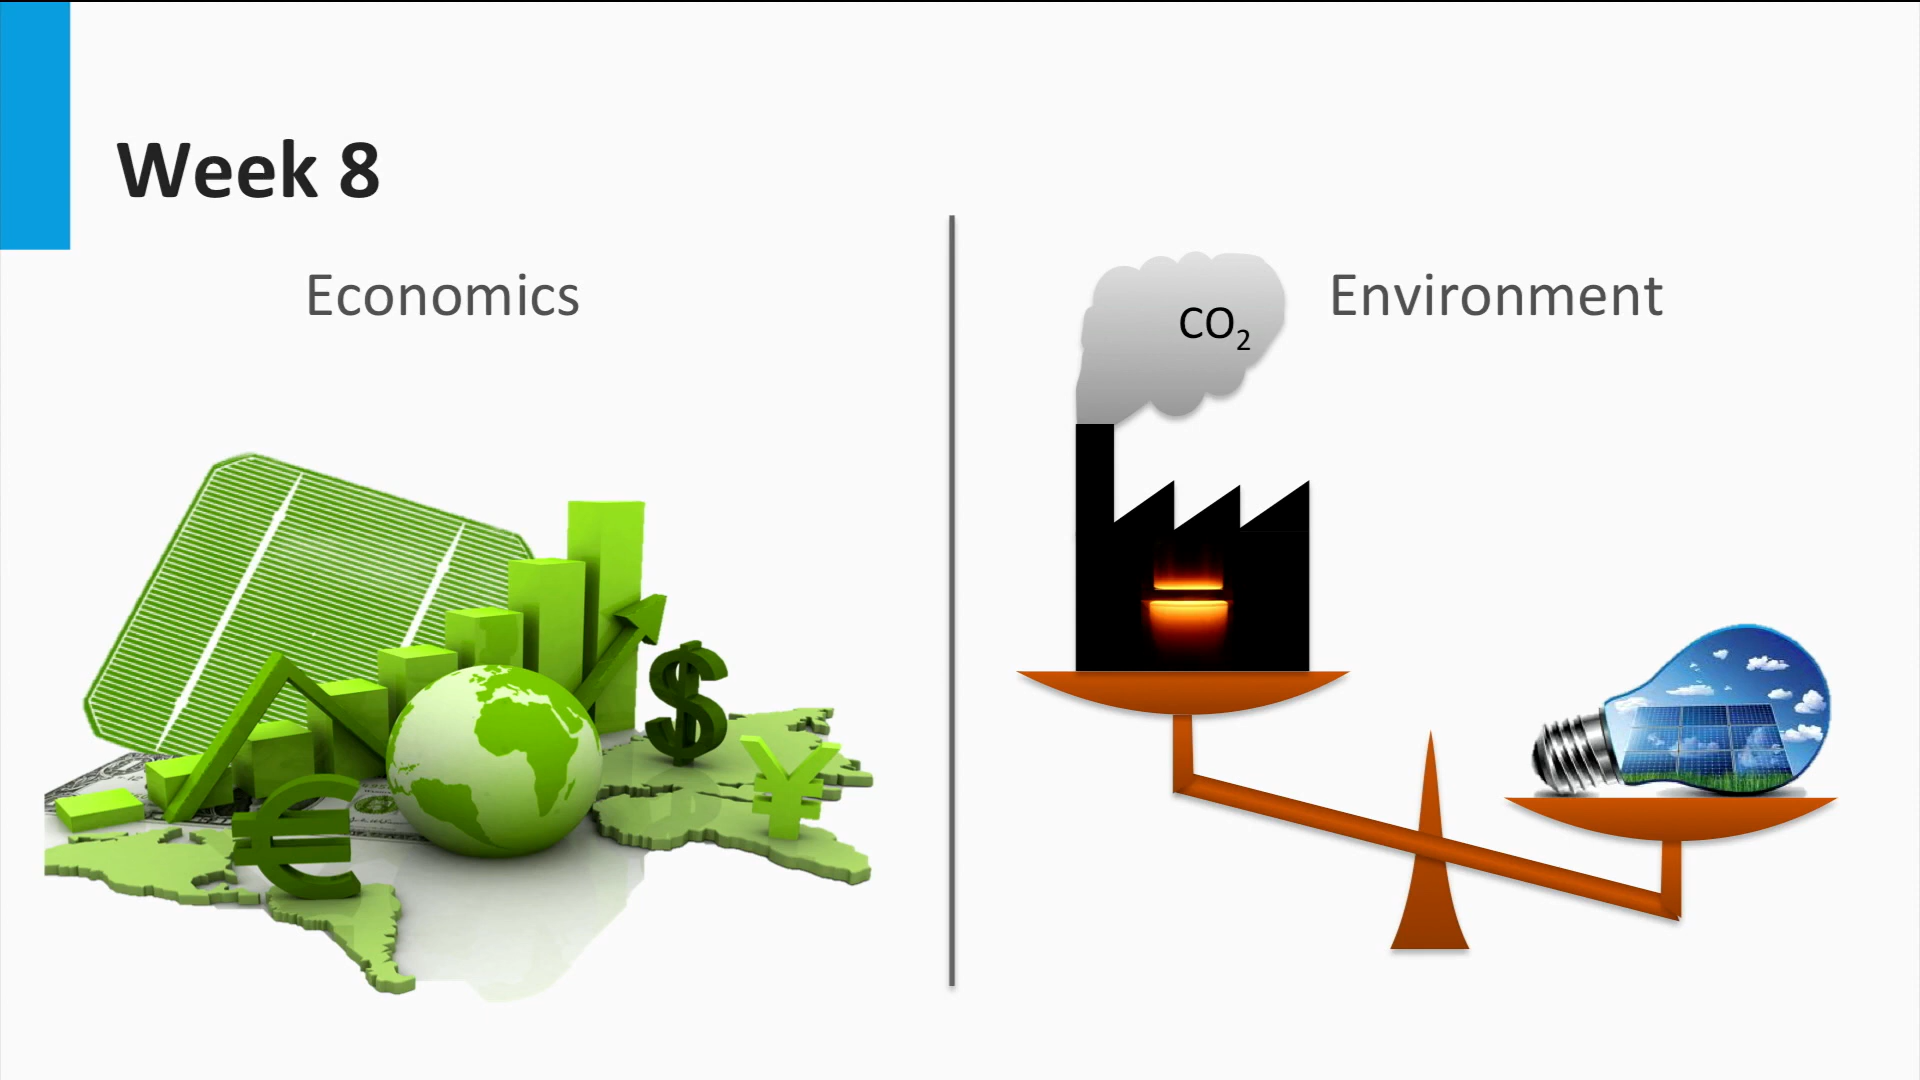 Week 8
Economics
Environment
CO₂
$
¥
€